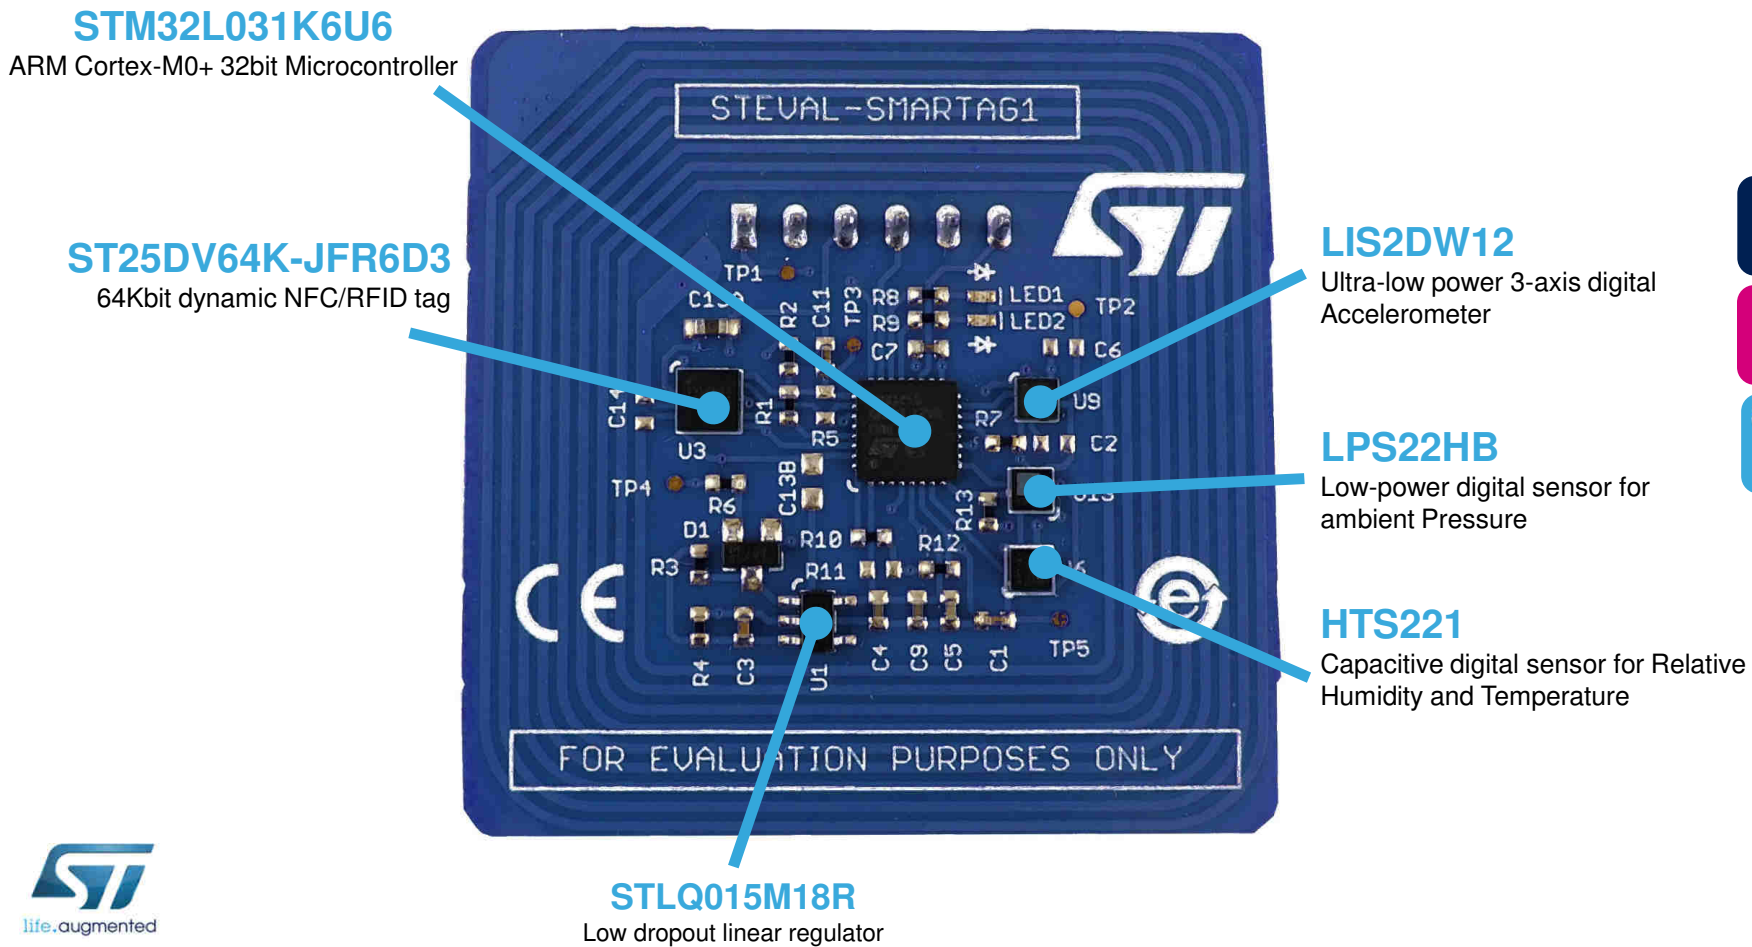 STM32L031K6U6
ARM Cortex-M0+ 32bit Microcontroller
STEVAL-SMARTAG1
ST
ST25DV64K-JFR6D3
64Kbit dynamic NFC/RFID tag
LIS2DW12
Ultra-low power 3-axis digital
Accelerometer
TP1
R2
C11
TP3
R8
LED1
R9
LED2
TP2
C7
C6
C14
R1
R5
R7
U9
U3
C2
LPS22HB
Low-power digital sensor for
ambient Pressure
TP4
R6
C13B
R13
D1
R10
R12
R3
R11
CE
e
HTS221
Capacitive digital sensor for Relative
Humidity and Temperature
R4
C3
U1
C4
C9
C5
C1
TP5
FOR EVALUATION PURPOSES ONLY
ST
life.augmented
STLQ015M18R
Low dropout linear regulator